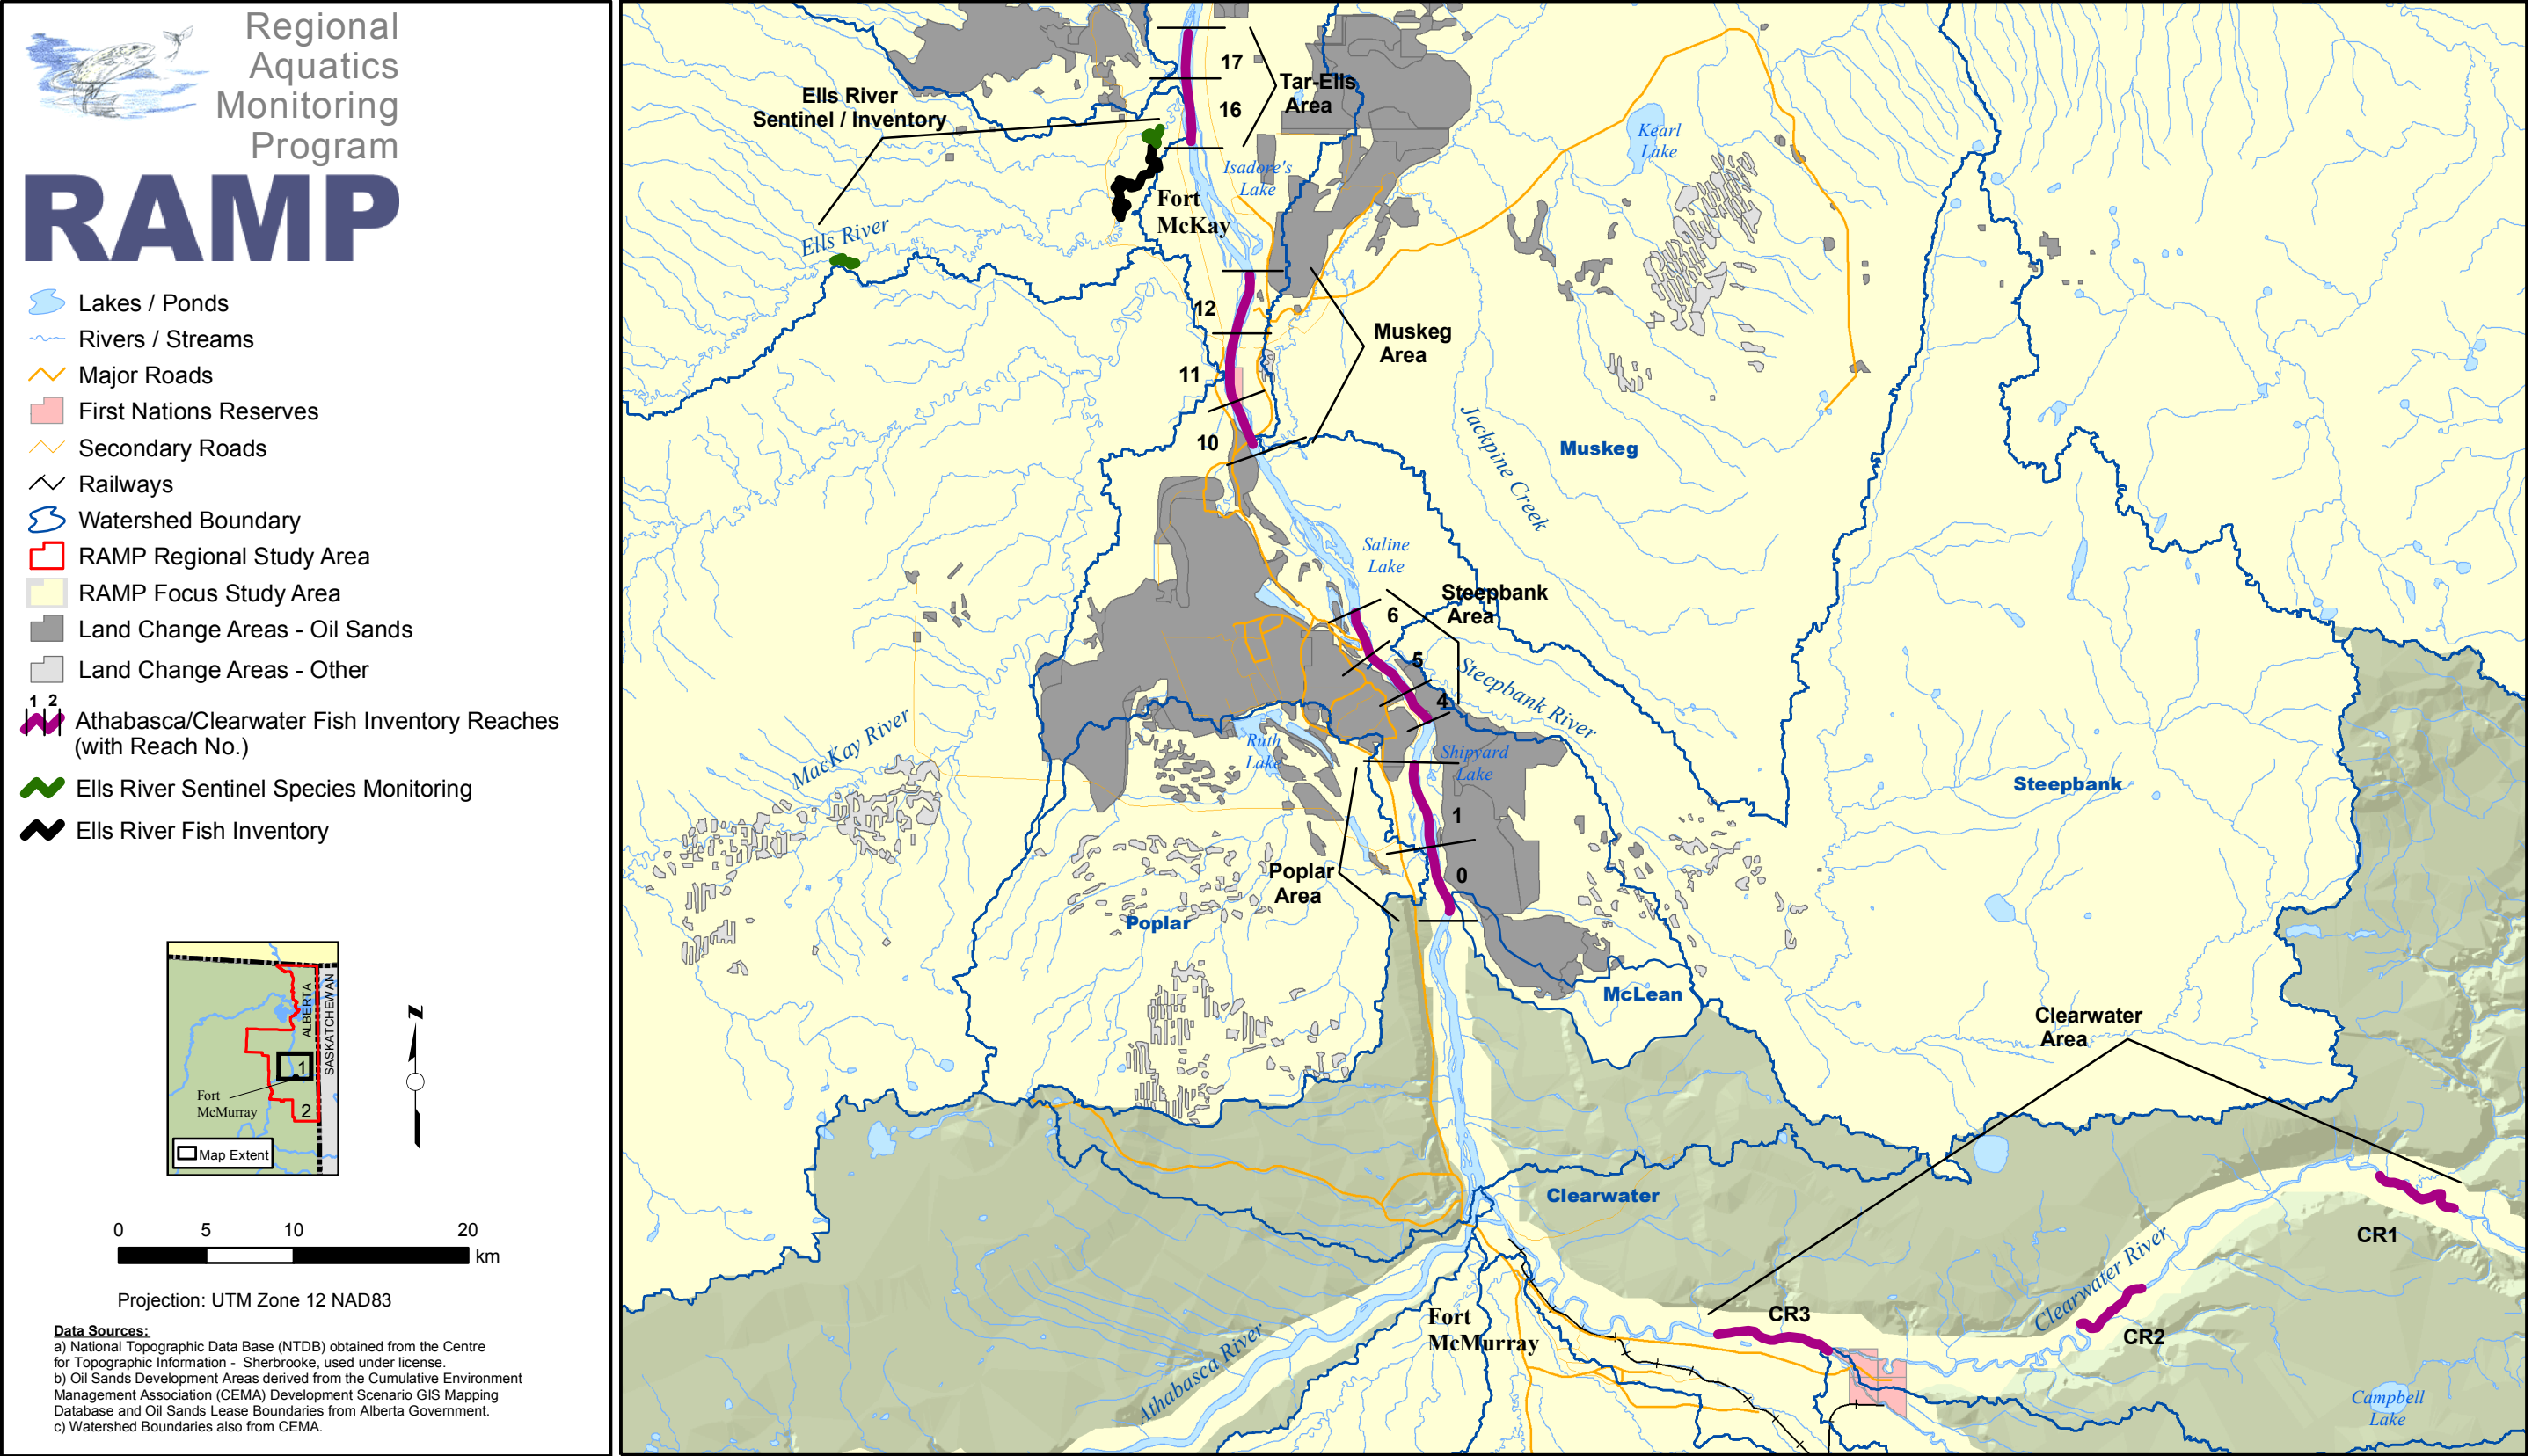 Regional
Aquatics
Monitoring
Program
RAMP
Lakes / Ponds
Rivers / Streams
Major Roads
First Nations Reserves
Secondary Roads
Railways
Watershed Boundary
RAMP Regional Study Area
RAMP Focus Study Area
Land Change Areas - Oil Sands
Land Change Areas - Other
1 2
Athabasca/Clearwater Fish Inventory Reaches
(with Reach No.)
Ells River Sentinel Species Monitoring
Ells River Fish Inventory
ALBERTA
SASKATCHEWAN
1
Fort
McMurray
2
Map Extent
N
0 5 10 20
km
Projection: UTM Zone 12 NAD83
Data Sources:
a) National Topographic Data Base (NTDB) obtained from the Centre
for Topographic Information - Sherbrooke, used under license.
b) Oil Sands Development Areas derived from the Cumulative Environment
Management Association (CEMA) Development Scenario GIS Mapping
Database and Oil Sands Lease Boundaries from Alberta Government.
c) Watershed Boundaries also from CEMA.
17
Tar-Ells
Area
16
Ells River
Sentinel / Inventory
Kearl
Lake
Isadore's
Lake
Fort
McKay
Ells River
12
Muskeg
Area
11
10
Jackpine Creek
Muskeg
Saline
Lake
Steepbank
Area
6
5
4
Steepbank River
MacKay River
Ruth
Lake
Shipyard
Lake
Steepbank
1
0
Poplar
Area
Poplar
McLean
Clearwater
Area
Clearwater
CR1
Clearwater River
CR2
CR3
Fort
McMurray
Athabasca River
Campbell
Lake